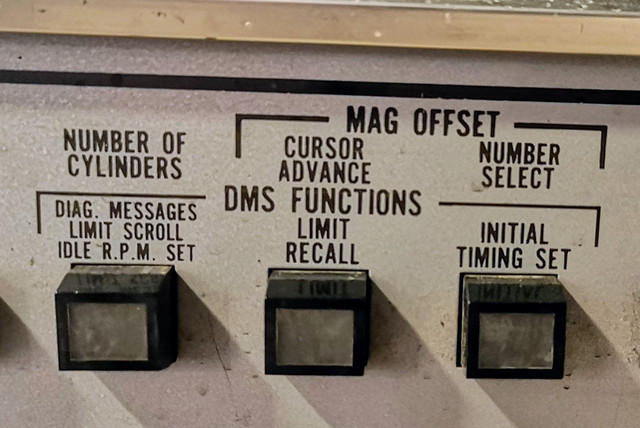 MAG OFFSET
NUMBER OF
CYLINDERS
CURSOR
ADVANCE
NUMBER
SELECT
DMS FUNCTIONS
DIAG. MESSAGES
LIMIT SCROLL
IDLE R.P.M. SET
LIMIT
RECALL
INITIAL
TIMING SET